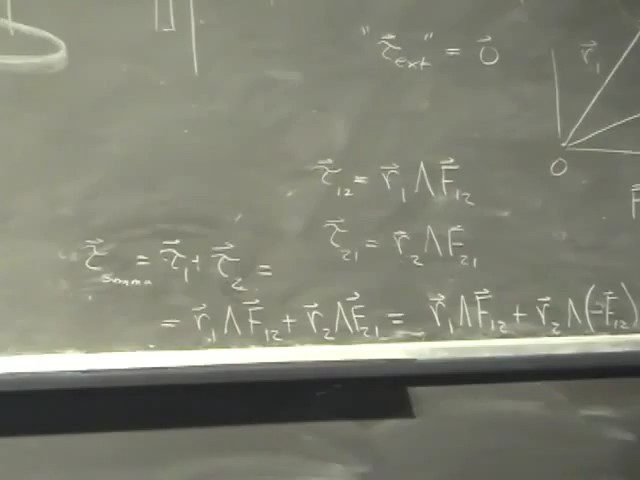 "τ⃗ext" = 0⃗
r⃗₁
O
τ⃗₁₂ = r⃗₁ Λ F⃗₁₂
τ⃗₂₁ = r⃗₂ Λ F⃗₂₁
τ⃗somma = τ⃗₁ + τ⃗₂ =
= r⃗₁ Λ F⃗₁₂ + r⃗₂ Λ F⃗₂₁ = r⃗₁ Λ F⃗₁₂ + r⃗₂ Λ (-F⃗₁₂)